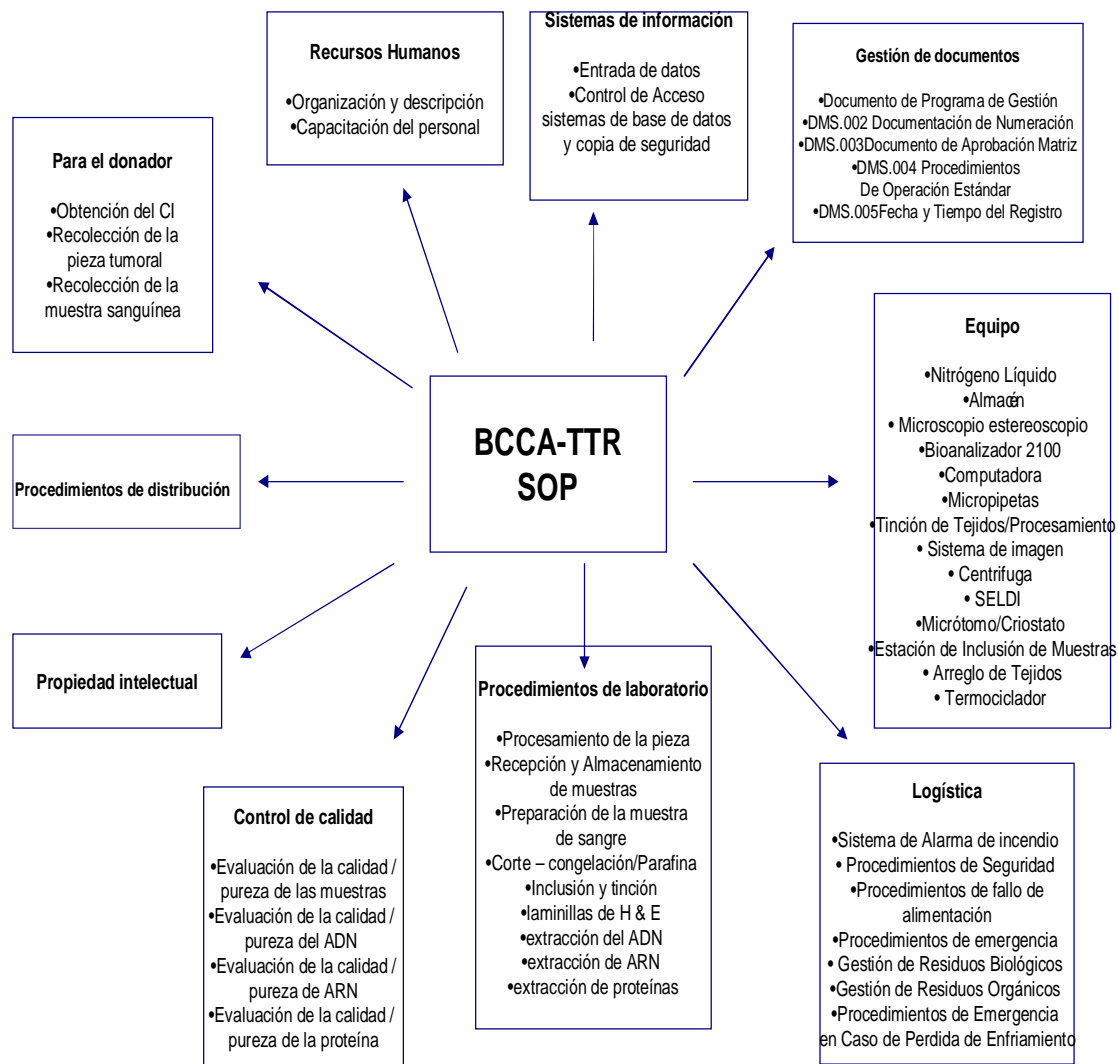 Sistemas de información
•Entrada de datos
•Control de Acceso
sistemas de base de datos
y copia de seguridad
Recursos Humanos
•Organización y descripción
•Capacitación del personal
Gestión de documentos
•Documento de Programa de Gestión
•DMS.002 Documentación de Numeración
•DMS.003Documento de Aprobación Matriz
•DMS.004 Procedimientos
De Operación Estándar
•DMS.005Fecha y Tiempo del Registro
Para el donador
•Obtención del CI
•Recolección de la
pieza tumoral
•Recolección de la
muestra sanguínea
Equipo
•Nitrógeno Líquido
•Almacén
• Microscopio estereoscopio
•Bioanalizador 2100
•Computadora
•Micropipetas
•Tinción de Tejidos/Procesamiento
• Sistema de imagen
• Centrifuga
• SELDI
•Micrótomo/Criostato
•Estación de Inclusión de Muestras
• Arreglo de Tejidos
• Termociclador
BCCA-TTR
SOP
Procedimientos de distribución
Propiedad intelectual
Procedimientos de laboratorio
•Procesamiento de la pieza
•Recepción y Almacenamiento
de muestras
•Preparación de la muestra
de sangre
•Corte – congelación/Parafina
•Inclusión y tinción
•laminillas de H & E
•extracción del ADN
•extracción de ARN
•extracción de proteínas
Control de calidad
•Evaluación de la calidad /
pureza de las muestras
•Evaluación de la calidad /
pureza del ADN
•Evaluación de la calidad /
pureza de ARN
•Evaluación de la calidad /
pureza de la proteína
Logística
•Sistema de Alarma de incendio
• Procedimientos de Seguridad
•Procedimientos de fallo de
alimentación
•Procedimientos de emergencia
• Gestión de Residuos Biológicos
•Gestión de Residuos Orgánicos
•Procedimientos de Emergencia
en Caso de Perdida de Enfriamiento